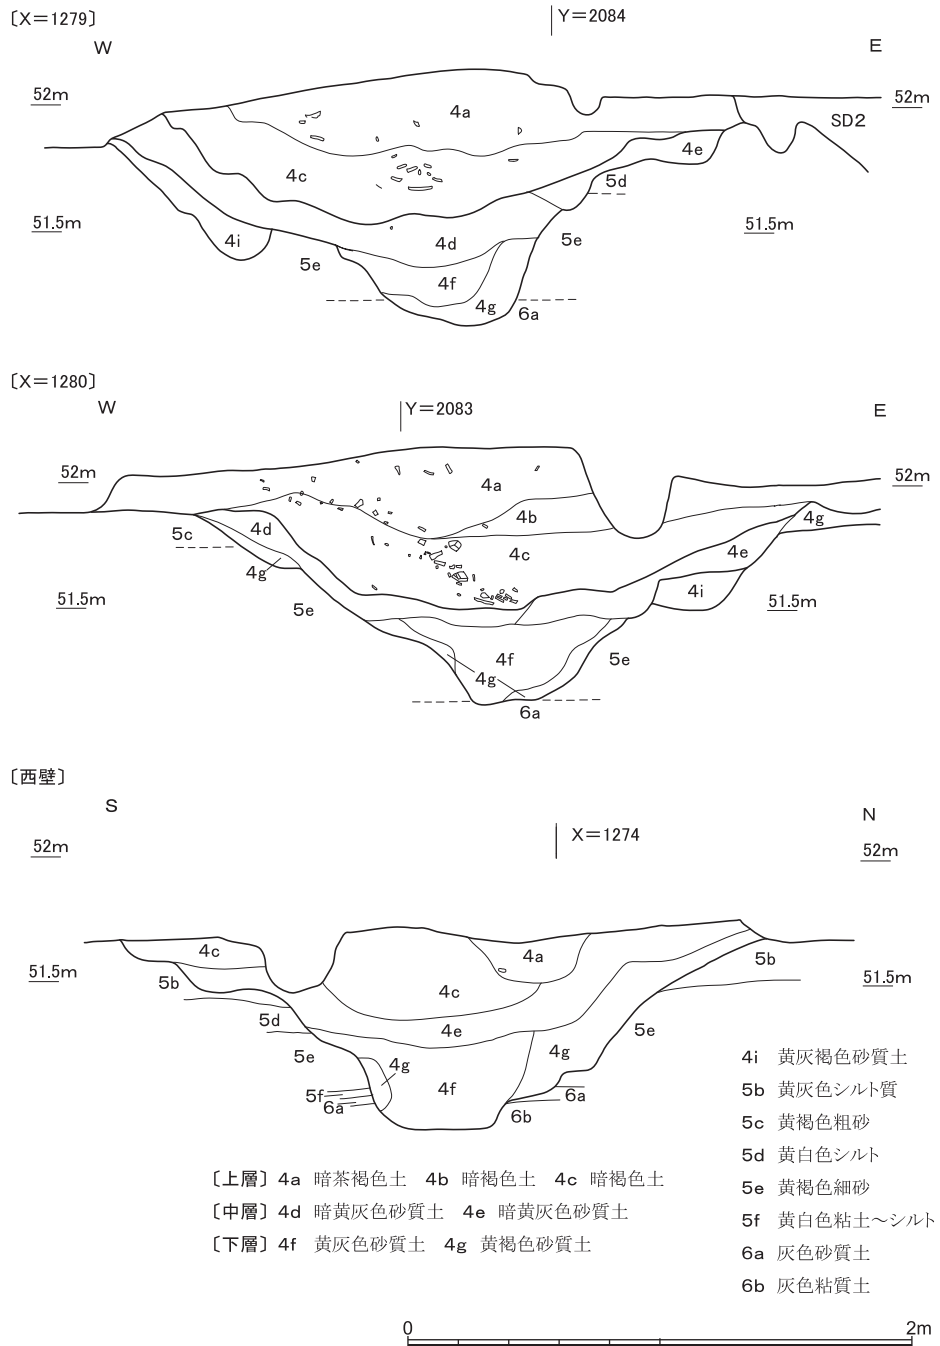 〔X＝1279〕
Y＝2084
W
E
52m
52m
4a
SD2
4e
4c
5d
51.5m
51.5m
4i
4d
5e
5e
4f
4g
6a
〔X＝1280〕
W
Y＝2083
E
52m
52m
4a
4b
4g
4d
5c
4c
4e
4g
4i
51.5m
51.5m
5e
4f
5e
4g
6a
〔西壁〕
S
N
X＝1274
52m
52m
4c
4a
5b
51.5m
5b
4c
51.5m
5d
4e
5e
5e
4g
4g
4f
5f
6a
6a
6b
4i 黄灰褐色砂質土
5b 黄灰色シルト質
5c 黄褐色粗砂
5d 黄白色シルト
5e 黄褐色細砂
5f 黄白色粘土～シルト
6a 灰色砂質土
6b 灰色粘質土
〔上層〕 4a 暗茶褐色土 4b 暗褐色土 4c 暗褐色土
〔中層〕 4d 暗黄灰色砂質土 4e 暗黄灰色砂質土
〔下層〕 4f 黄灰色砂質土 4g 黄褐色砂質土
0 2m